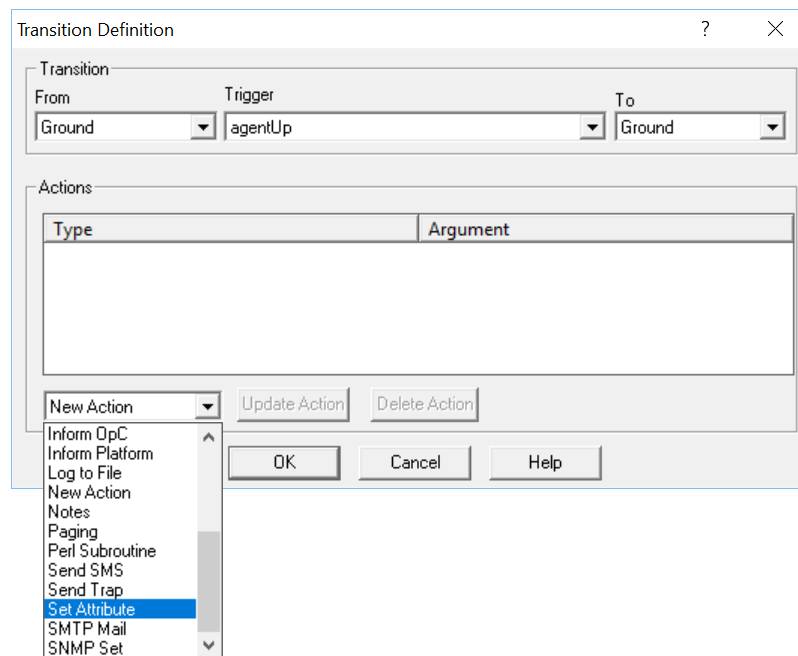 Transition Definition ?
Transition
From Trigger To
Ground agentUp Ground
Actions
Type Argument
New Action Update Action Delete Action
Inform OpC
Inform Platform
Log to File
New Action
Notes
Paging
Perl Subroutine
Send SMS
Send Trap
Set Attribute
SMTP Mail
SNMP Set
OK Cancel Help